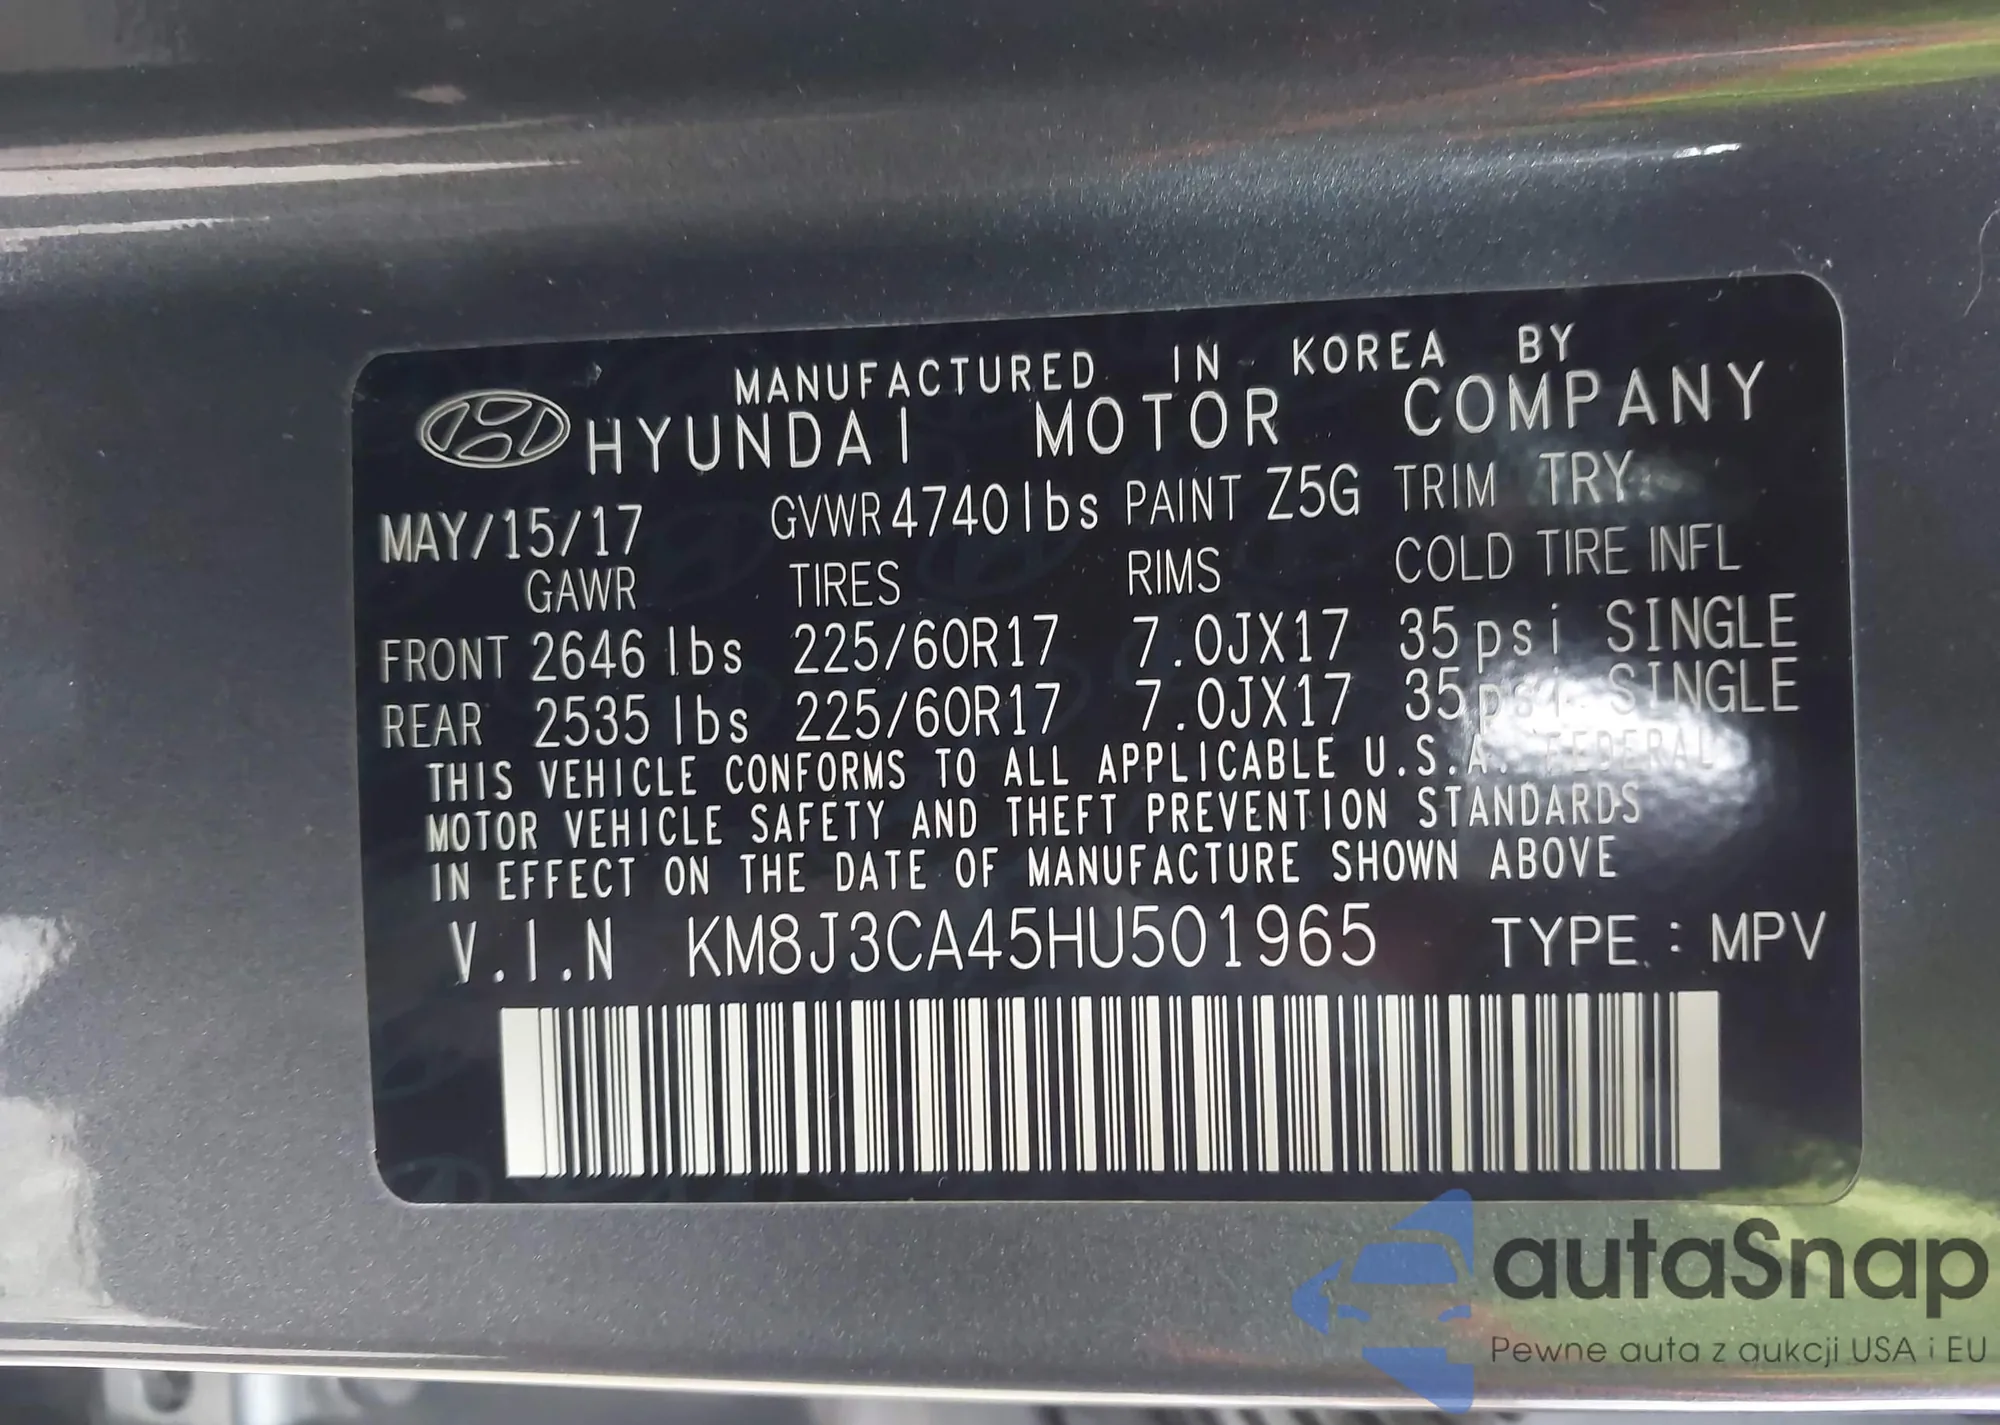 MANUFACTURED IN KOREA BY
HYUNDAI MOTOR COMPANY
MAY/15/17 GVWR 4740lbs PAINT Z5G TRIM TRY
GAWR TIRES RIMS COLD TIRE INFL
FRONT 2646 lbs 225/60R17 7.0JX17 35psi SINGLE
REAR 2535 lbs 225/60R17 7.0JX17 35psi SINGLE
THIS VEHICLE CONFORMS TO ALL APPLICABLE U.S.A. FEDERAL
MOTOR VEHICLE SAFETY AND THEFT PREVENTION STANDARDS
IN EFFECT ON THE DATE OF MANUFACTURE SHOWN ABOVE
V.I.N KM8J3CA45HU501965 TYPE : MPV
autaSnap
Pewne auta z aukcji USA i EU